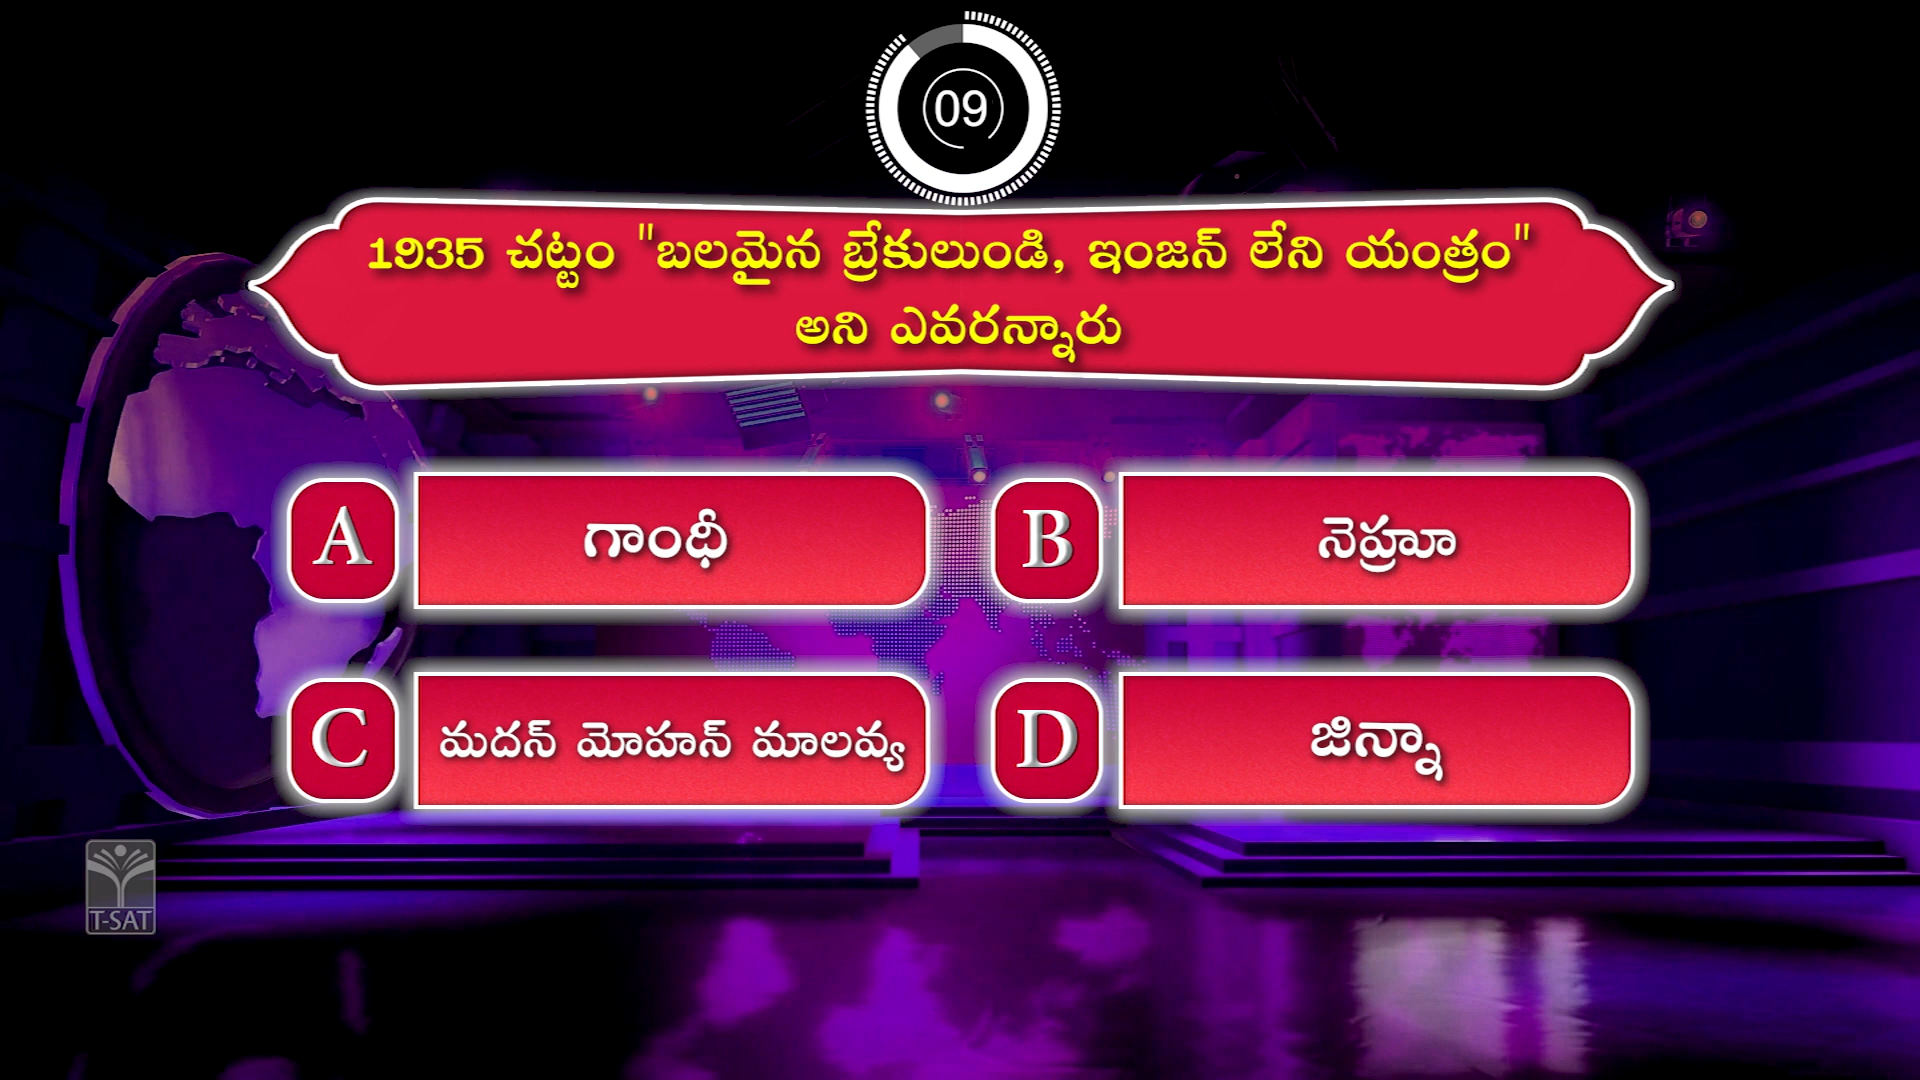 09
1935 చట్టం "బలమైన బ్రేకులుండి, ఇంజన్ లేని యంత్రం"
అని ఎవరన్నారు
A గాంధీ
B నెహ్రూ
C మదన్ మోహన్ మాలవ్య
D జిన్నా
T-SAT